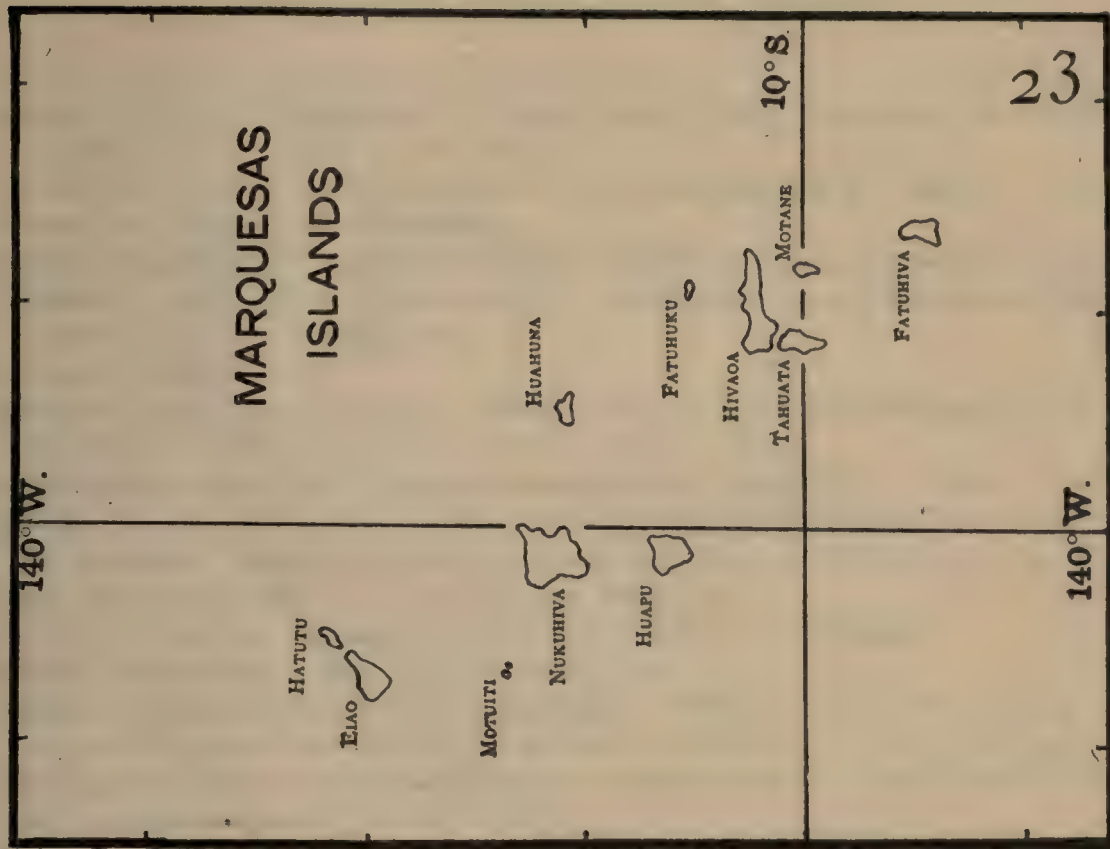 MARQUESAS
ISLANDS
140° W.
HATUTU
EIAO
MOTUITI
NUKUHIVA
HUAHUNA
HUAPU
FATUHUKU
HIVAOA
TAHUATA
MOTANE
10° S.
FATUHIVA
140° W.
23